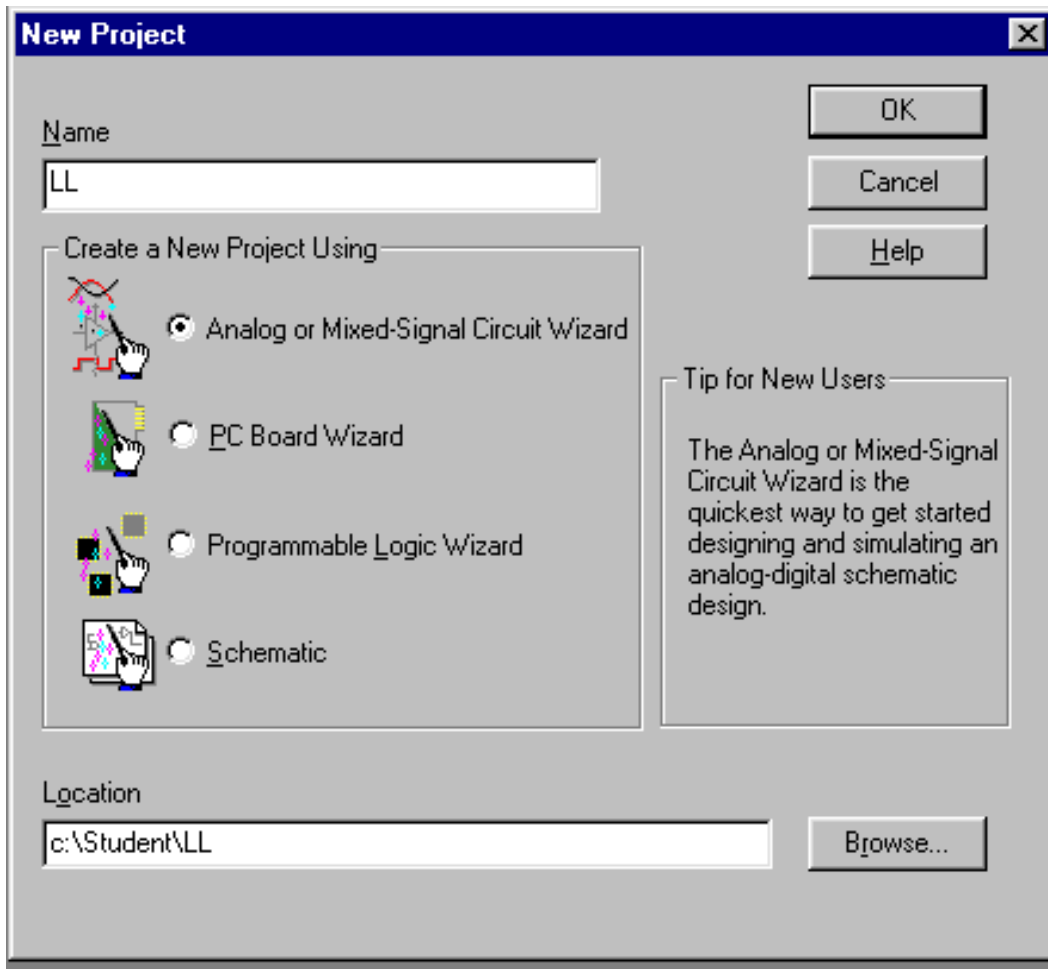 New Project
Name
LL
OK
Cancel
Help
Create a New Project Using
Analog or Mixed-Signal Circuit Wizard
PC Board Wizard
Programmable Logic Wizard
Schematic
Tip for New Users
The Analog or Mixed-Signal
Circuit Wizard is the
quickest way to get started
designing and simulating an
analog-digital schematic
design.
Location
c:\Student\LL
Browse...